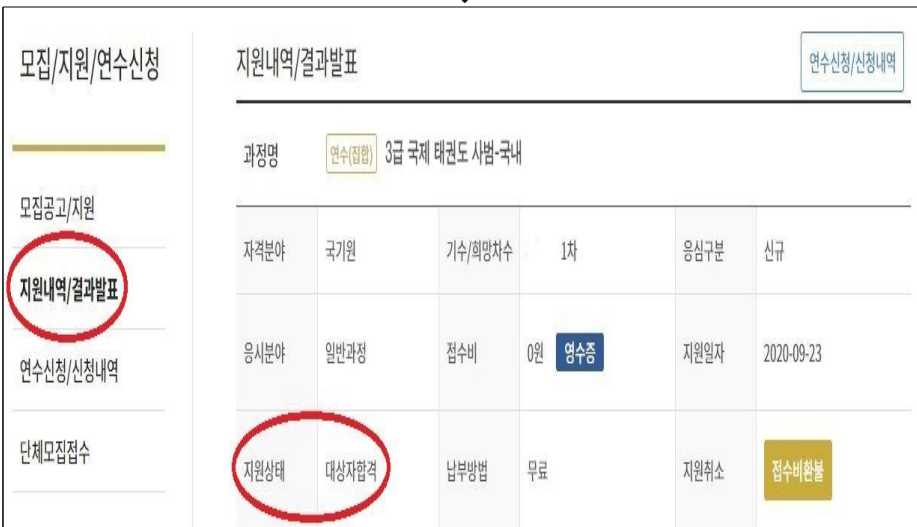 모집/지원/연수신청
모집공고/지원
지원내역/결과발표
연수신청/신청내역
단체모집접수
지원내역/결과발표
연수신청/신청내역
과정명 연수(집합) 3급 국제 태권도 사범-국내
자격분야 국기원 기수/희망차수 1차 응심구분 신규
응시분야 일반과정 접수비 0원 영수증 지원일자 2020-09-23
지원상태 대상자합격 납부방법 무료 지원취소 접수비환불